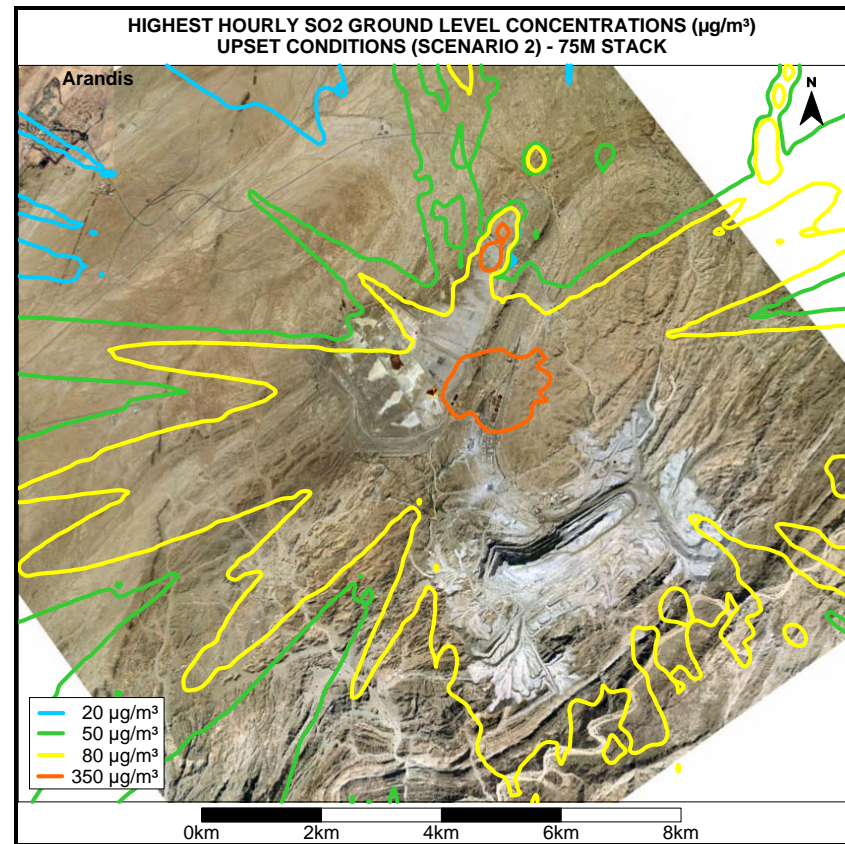 HIGHEST HOURLY SO2 GROUND LEVEL CONCENTRATIONS (µg/m³)
UPSET CONDITIONS (SCENARIO 2) - 75M STACK
Arandis
N
20 µg/m³
50 µg/m³
80 µg/m³
350 µg/m³
0km 2km 4km 6km 8km